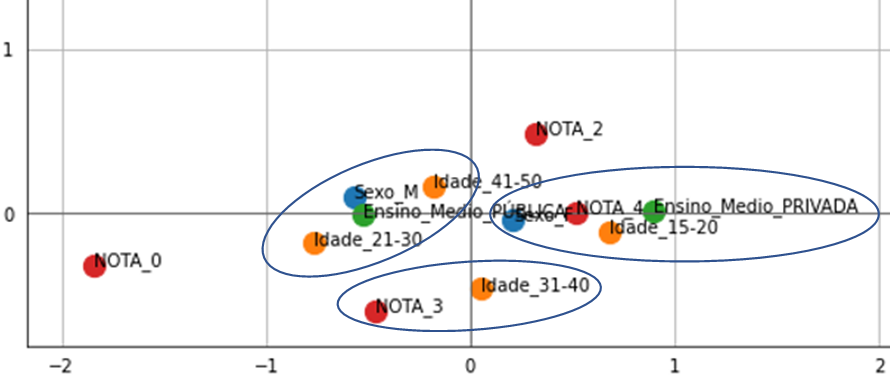 1
NOTA_2
Idade_41-50
Sexo_M
Ensino_Medio_PÚBLICA
Sexo_F
NOTA_4
Ensino_Medio_PRIVADA
0
Idade_15-20
Idade_21-30
NOTA_0
Idade_31-40
NOTA_3
−2 −1 0 1 2